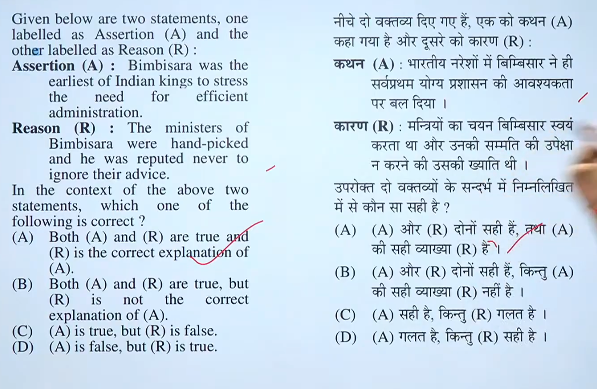 Given below are two statements, one
labelled as Assertion (A) and the
other labelled as Reason (R) :
Assertion (A) : Bimbisara was the
earliest of Indian kings to stress
the need for efficient
administration.
Reason (R) : The ministers of
Bimbisara were hand-picked
and he was reputed never to
ignore their advice.
In the context of the above two
statements, which one of the
following is correct ?
(A) Both (A) and (R) are true and
(R) is the correct explanation of
(A).
(B) Both (A) and (R) are true, but
(R) is not the correct
explanation of (A).
(C) (A) is true, but (R) is false.
(D) (A) is false, but (R) is true.
नीचे दो वक्तव्य दिए गए हैं, एक को कथन (A)
कहा गया है और दूसरे को कारण (R) :
कथन (A) : भारतीय नरेशों में बिम्बिसार ने ही
सर्वप्रथम योग्य प्रशासन की आवश्यकता
पर बल दिया ।
कारण (R) : मन्त्रियों का चयन बिम्बिसार स्वयं
करता था और उनकी सम्मति की उपेक्षा
न करने की उसकी ख्याति थी ।
उपरोक्त दो वक्तव्यों के सन्दर्भ में निम्नलिखित
में से कौन सा सही है ?
(A) (A) और (R) दोनों सही हैं, तथा (A)
की सही व्याख्या (R) है ।
(B) (A) और (R) दोनों सही हैं, किन्तु (A)
की सही व्याख्या (R) नहीं है ।
(C) (A) सही है, किन्तु (R) गलत है ।
(D) (A) गलत है, किन्तु (R) सही है ।